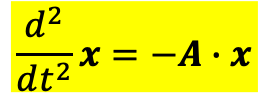 d²/dt² x = −A · x